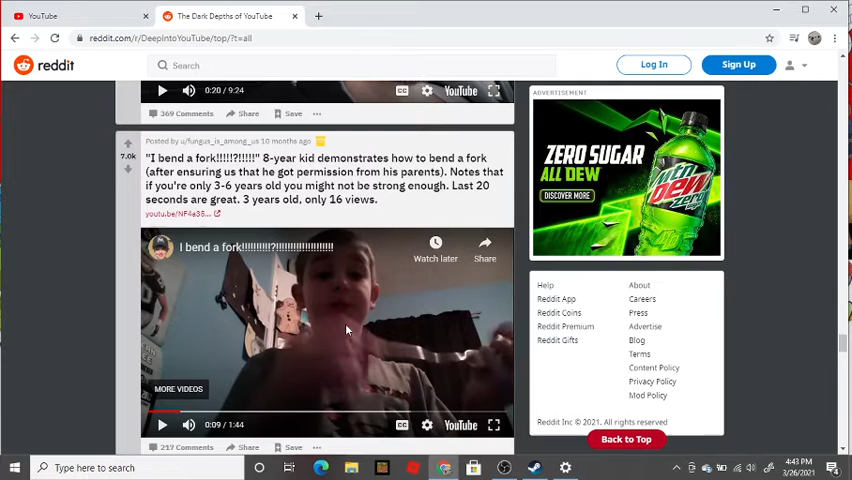 YouTube
The Dark Depths of YouTube
reddit.com/r/DeepIntoYouTube/top/?t=all
reddit
Search
Log In
Sign Up
0:20 / 9:24
CC
YouTube
369 Comments
Share
Save
Posted by u/fungus_is_among_us 10 months ago
7.0k
"I bend a fork!!!!!?!!!!!" 8-year kid demonstrates how to bend a fork
(after ensuring us that he got permission from his parents). Notes that
if you're only 3-6 years old you might not be strong enough. Last 20
seconds are great. 3 years old, only 16 views.
youtu.be/NF4a35...
I bend a fork!!!!!!!!!!?!!!!!!!!!!!!!!!!!!!!
Watch later
Share
MORE VIDEOS
0:09 / 1:44
CC
YouTube
217 Comments
Share
Save
ADVERTISEMENT
ZERO SUGAR
ALL DEW
DISCOVER MORE
mtn
dew
Help
About
Reddit App
Careers
Reddit Coins
Press
Reddit Premium
Advertise
Reddit Gifts
Blog
Terms
Content Policy
Privacy Policy
Mod Policy
Reddit Inc © 2021. All rights reserved
Back to Top
Type here to search
4:43 PM
3/26/2021
4